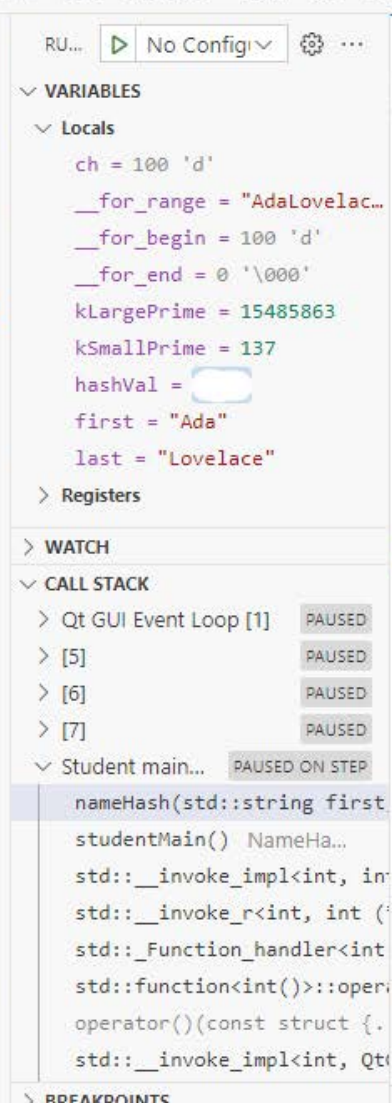 RU... No Config
VARIABLES
Locals
ch = 100 'd'
__for_range = "AdaLovelac…
__for_begin = 100 'd'
__for_end = 0 '\000'
kLargePrime = 15485863
kSmallPrime = 137
hashVal =
first = "Ada"
last = "Lovelace"
Registers
WATCH
CALL STACK
Qt GUI Event Loop [1] PAUSED
[5] PAUSED
[6] PAUSED
[7] PAUSED
Student main... PAUSED ON STEP
nameHash(std::string first_
studentMain() NameHa...
std::__invoke_impl<int, in
std::__invoke_r<int, int (
std::_Function_handler<int
std::function<int()>::oper
operator()(const struct {.
std::__invoke_impl<int, Qt
BREAKPOINTS